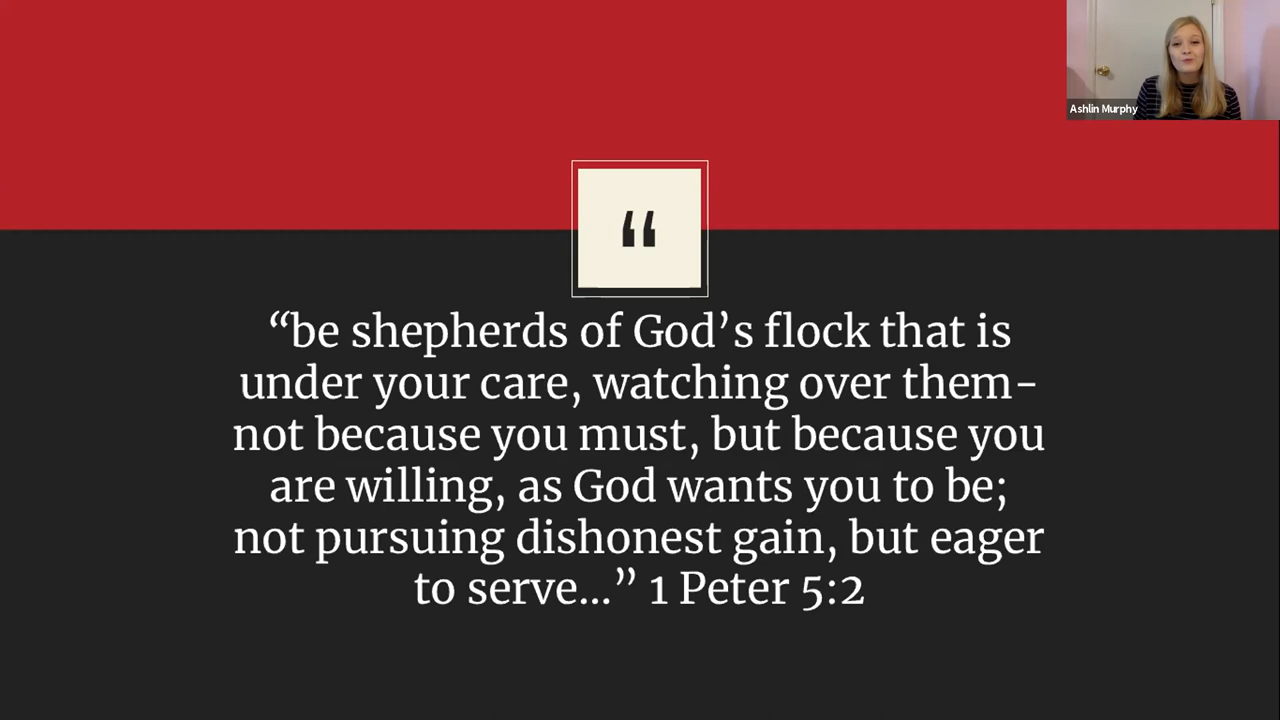 Ashlin Murphy
“
“be shepherds of God’s flock that is
under your care, watching over them-
not because you must, but because you
are willing, as God wants you to be;
not pursuing dishonest gain, but eager
to serve...” 1 Peter 5:2